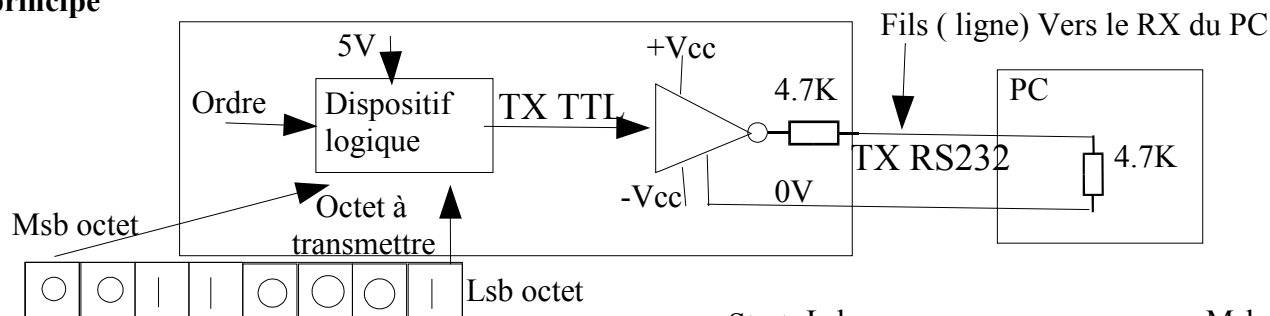 principe
Fils ( ligne) Vers le RX du PC
5V
+Vcc
4.7K
PC
Ordre
Dispositif
logique
TX TTL
TX RS232
4.7K
-Vcc
0V
Msb octet
Octet à
transmettre
Lsb octet